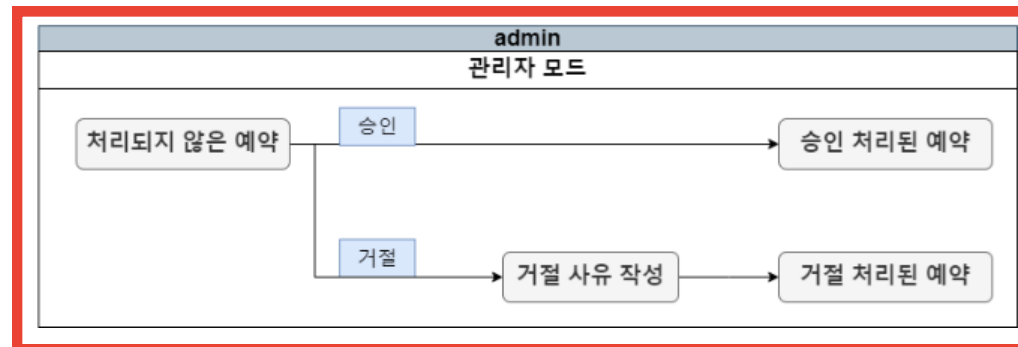 admin
관리자 모드
처리되지 않은 예약
승인
승인 처리된 예약
거절
거절 사유 작성
거절 처리된 예약